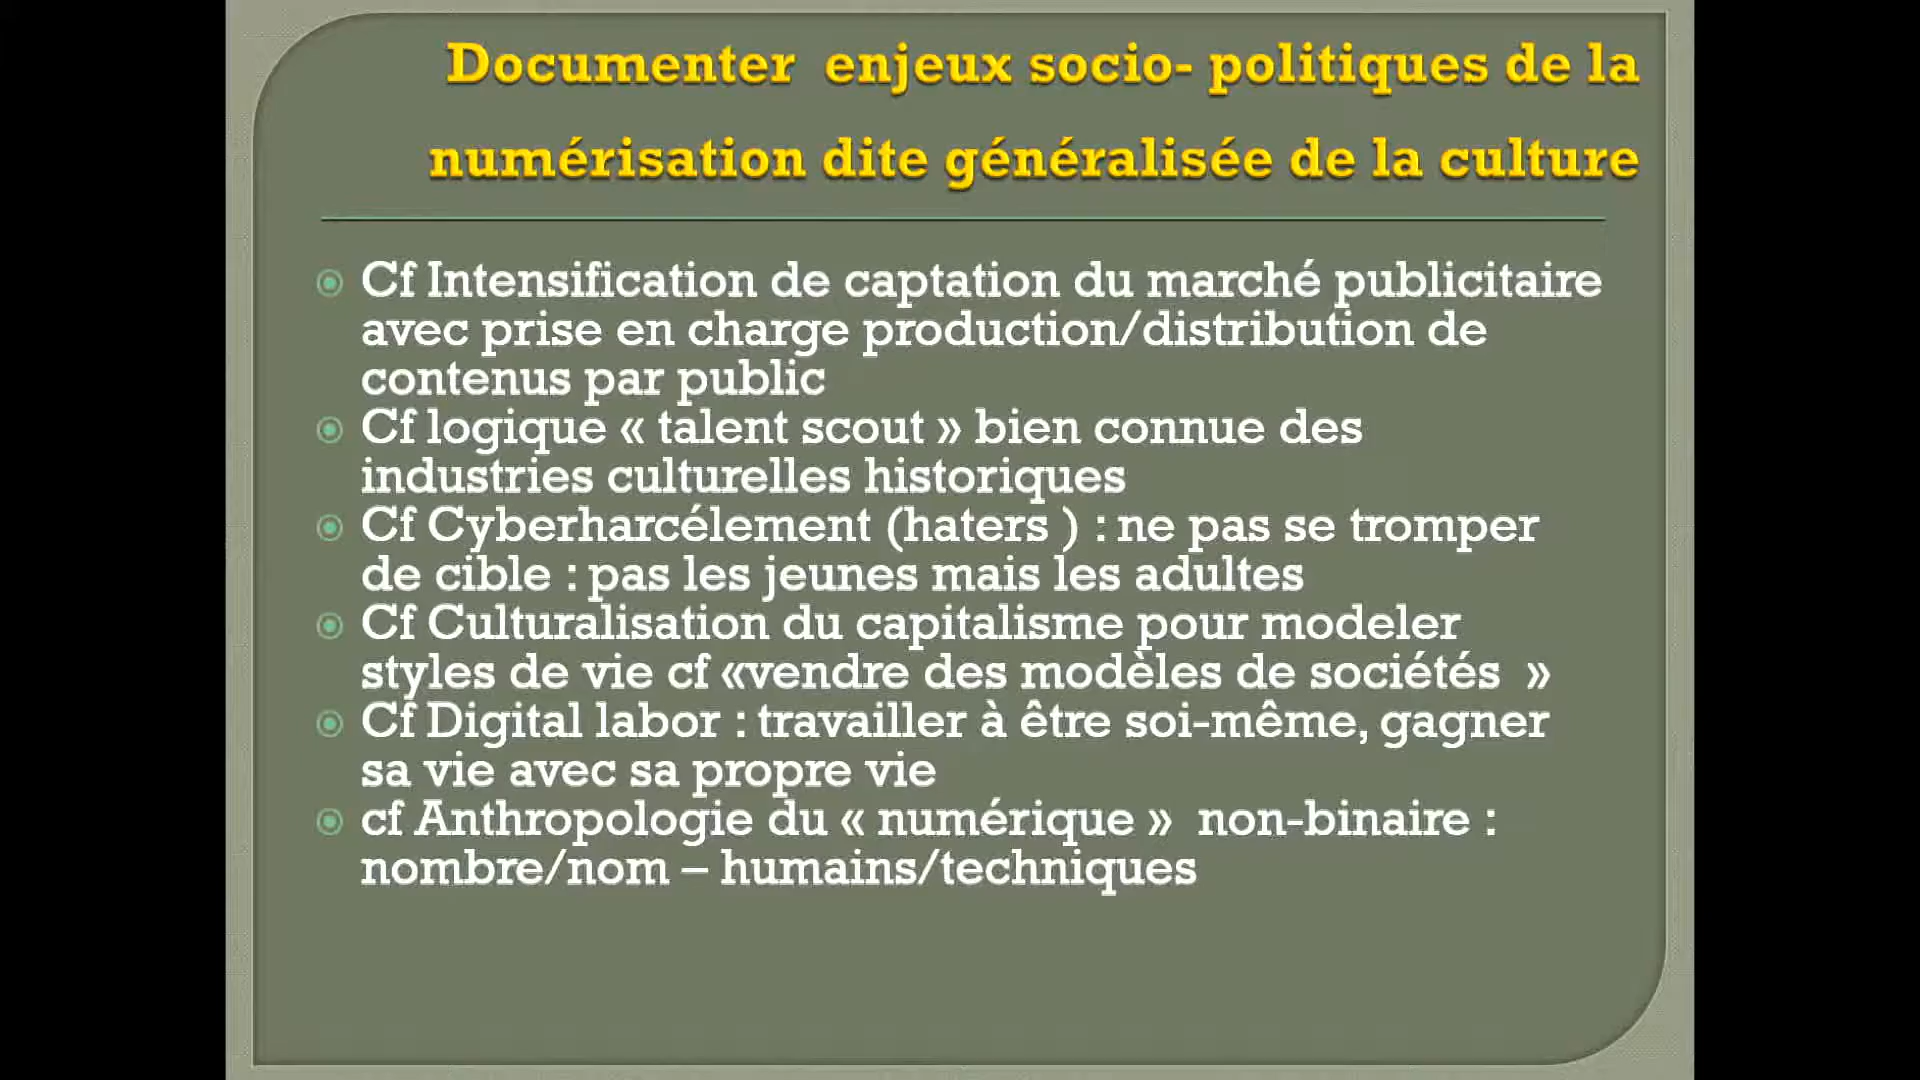 Documenter enjeux socio- politiques de la
numérisation dite généralisée de la culture
Cf Intensification de captation du marché publicitaire
avec prise en charge production/distribution de
contenus par public
Cf logique « talent scout » bien connue des
industries culturelles historiques
Cf Cyberharcélement (haters ) : ne pas se tromper
de cible : pas les jeunes mais les adultes
Cf Culturalisation du capitalisme pour modeler
styles de vie cf «vendre des modèles de sociétés »
Cf Digital labor : travailler à être soi-même, gagner
sa vie avec sa propre vie
cf Anthropologie du « numérique » non-binaire :
nombre/nom – humains/techniques